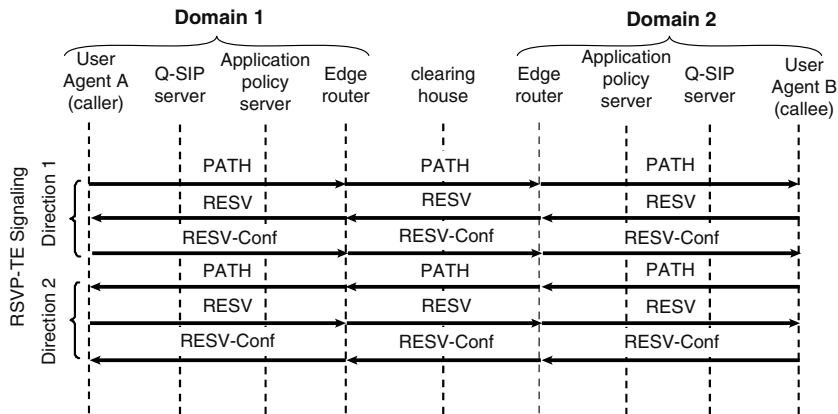 Domain 1
Domain 2
User
Agent A
(caller)
Q-SIP
server
Application
policy
server
Edge
router
clearing
house
Edge
router
Application
policy
server
Q-SIP
server
User
Agent B
(callee)
RSVP-TE Signaling
Direction 1
PATH
PATH
PATH
RESV
RESV
RESV
RESV-Conf
RESV-Conf
RESV-Conf
Direction 2
PATH
PATH
PATH
RESV
RESV
RESV
RESV-Conf
RESV-Conf
RESV-Conf